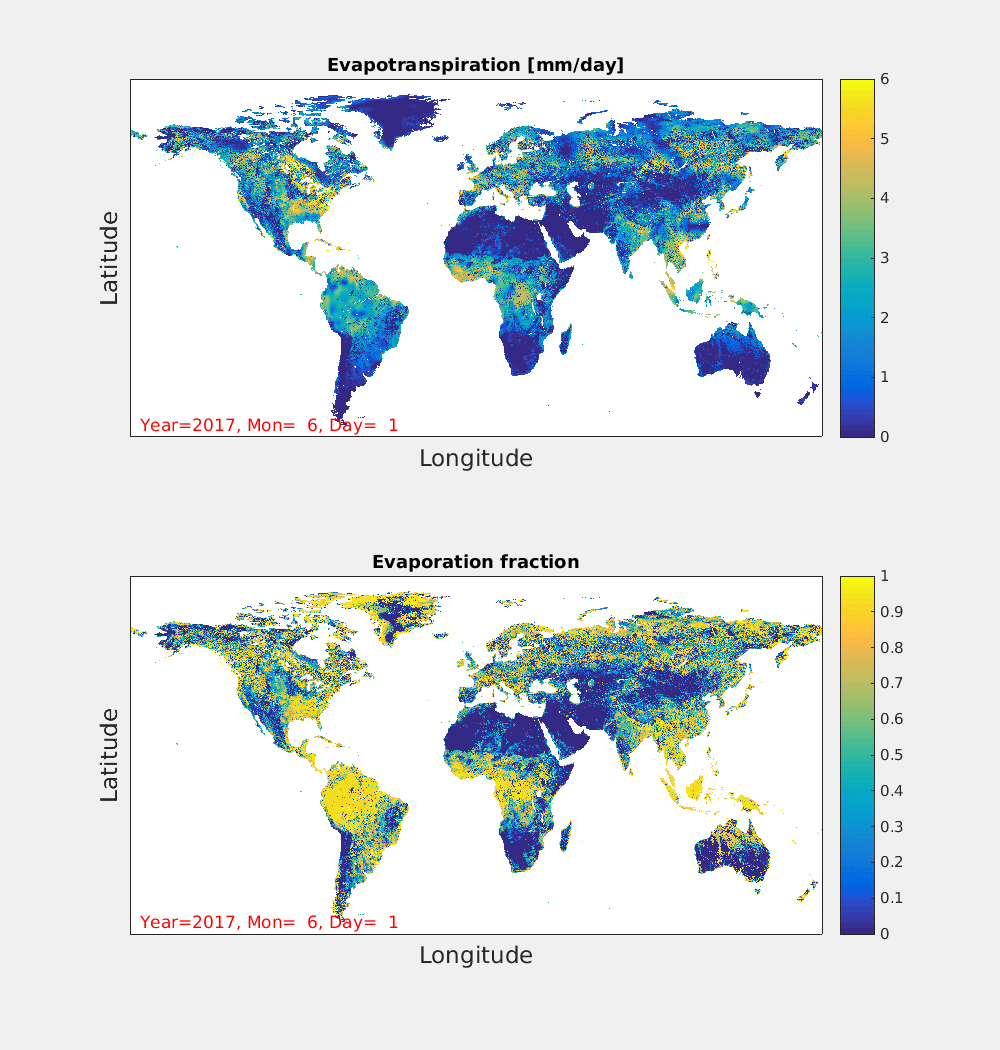 Evapotranspiration [mm/day]
6
5
4
3
2
1
0
Latitude
Year=2017, Mon=  6, Day=  1
Longitude
Evaporation fraction
1
0.9
0.8
0.7
0.6
0.5
0.4
0.3
0.2
0.1
0
Latitude
Year=2017, Mon=  6, Day=  1
Longitude